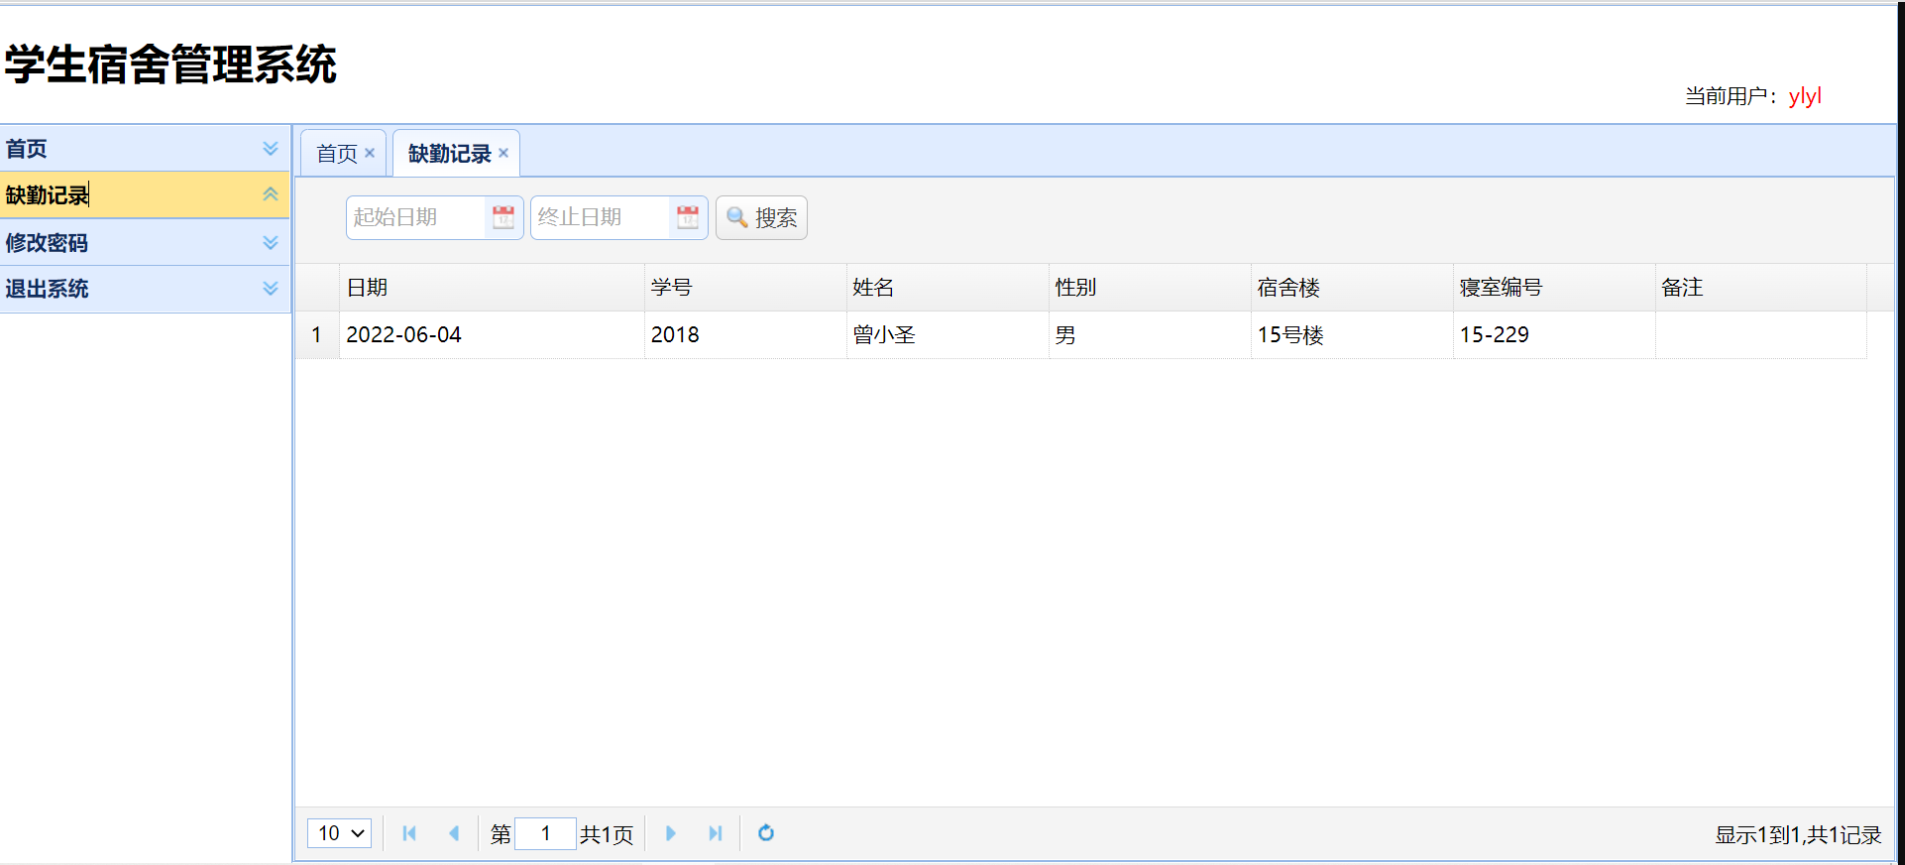 学生宿舍管理系统
当前用户：ylyl
首页
缺勤记录
修改密码
退出系统
首页 × 缺勤记录 ×
起始日期 终止日期 搜索
日期 学号 姓名 性别 宿舍楼 寝室编号 备注
1 2022-06-04 2018 曾小圣 男 15号楼 15-229
10 第 1 共1页 显示1到1,共1记录